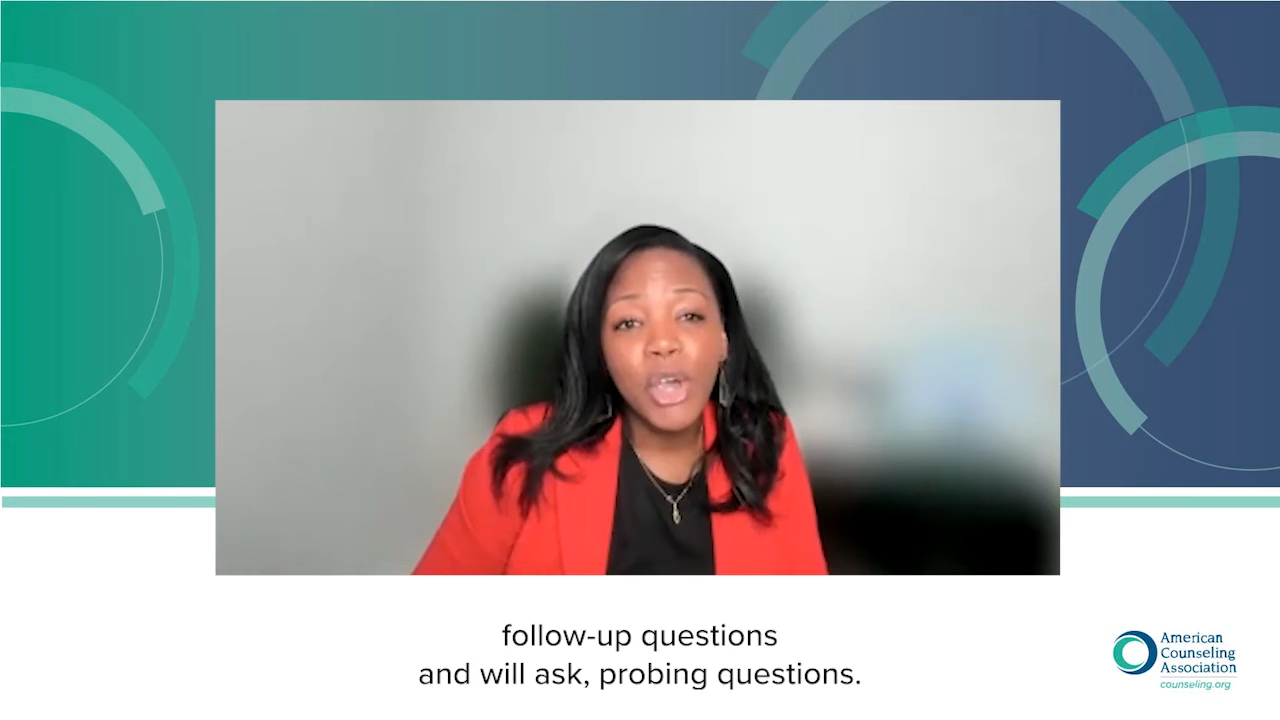 follow-up questions
and will ask, probing questions.
American
Counseling
Association
counseling.org